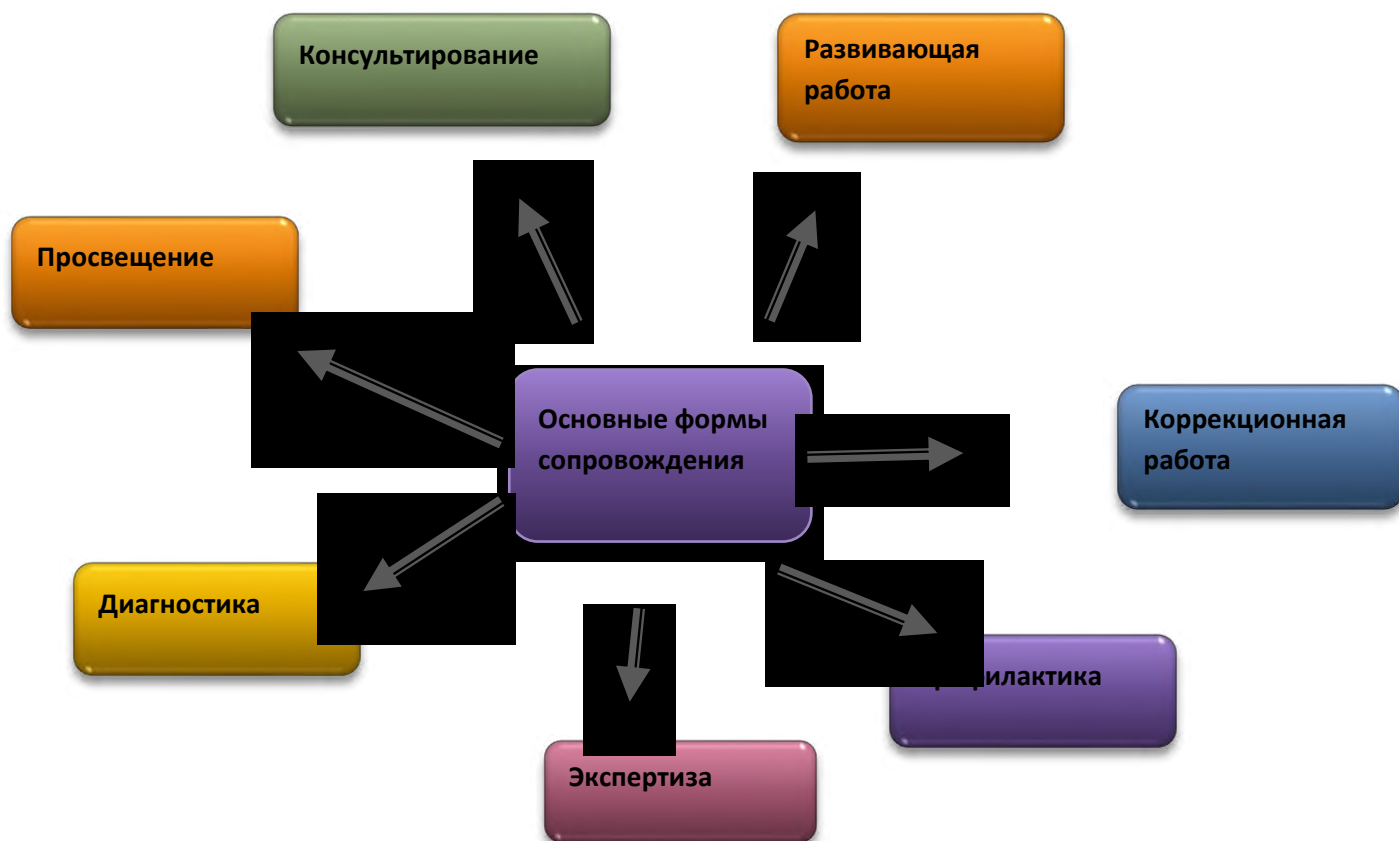 Консультирование
Развивающая
работа
Просвещение
Основные формы
сопровождения
Коррекционная
работа
Диагностика
Экспертиза